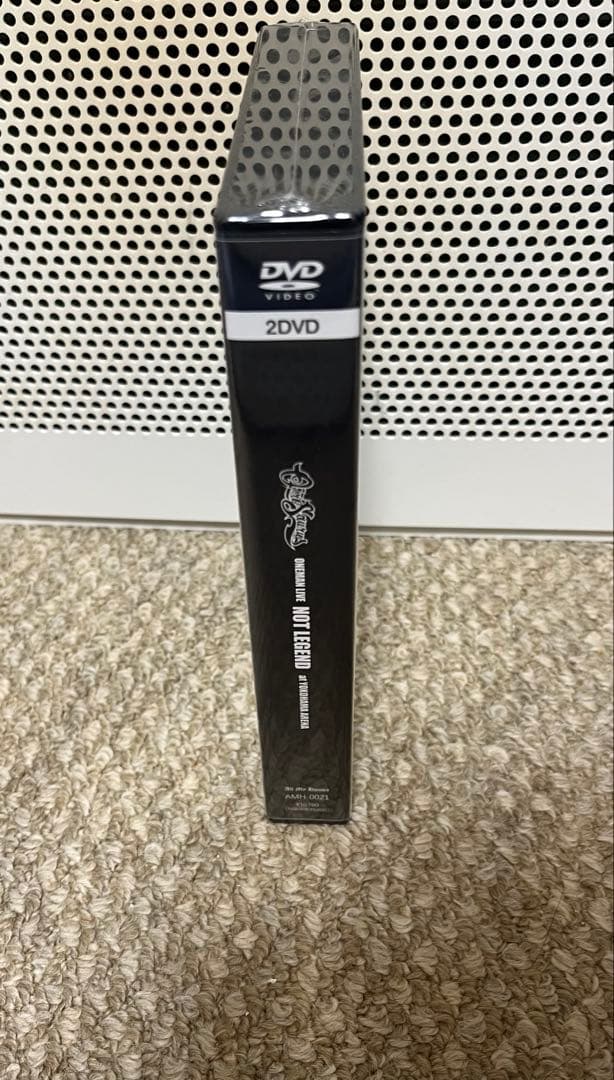 DVD
VIDEO
2DVD
ONEMAN LIVE NOT LEGEND at YOKOHAMA ARENA
AMH-0021